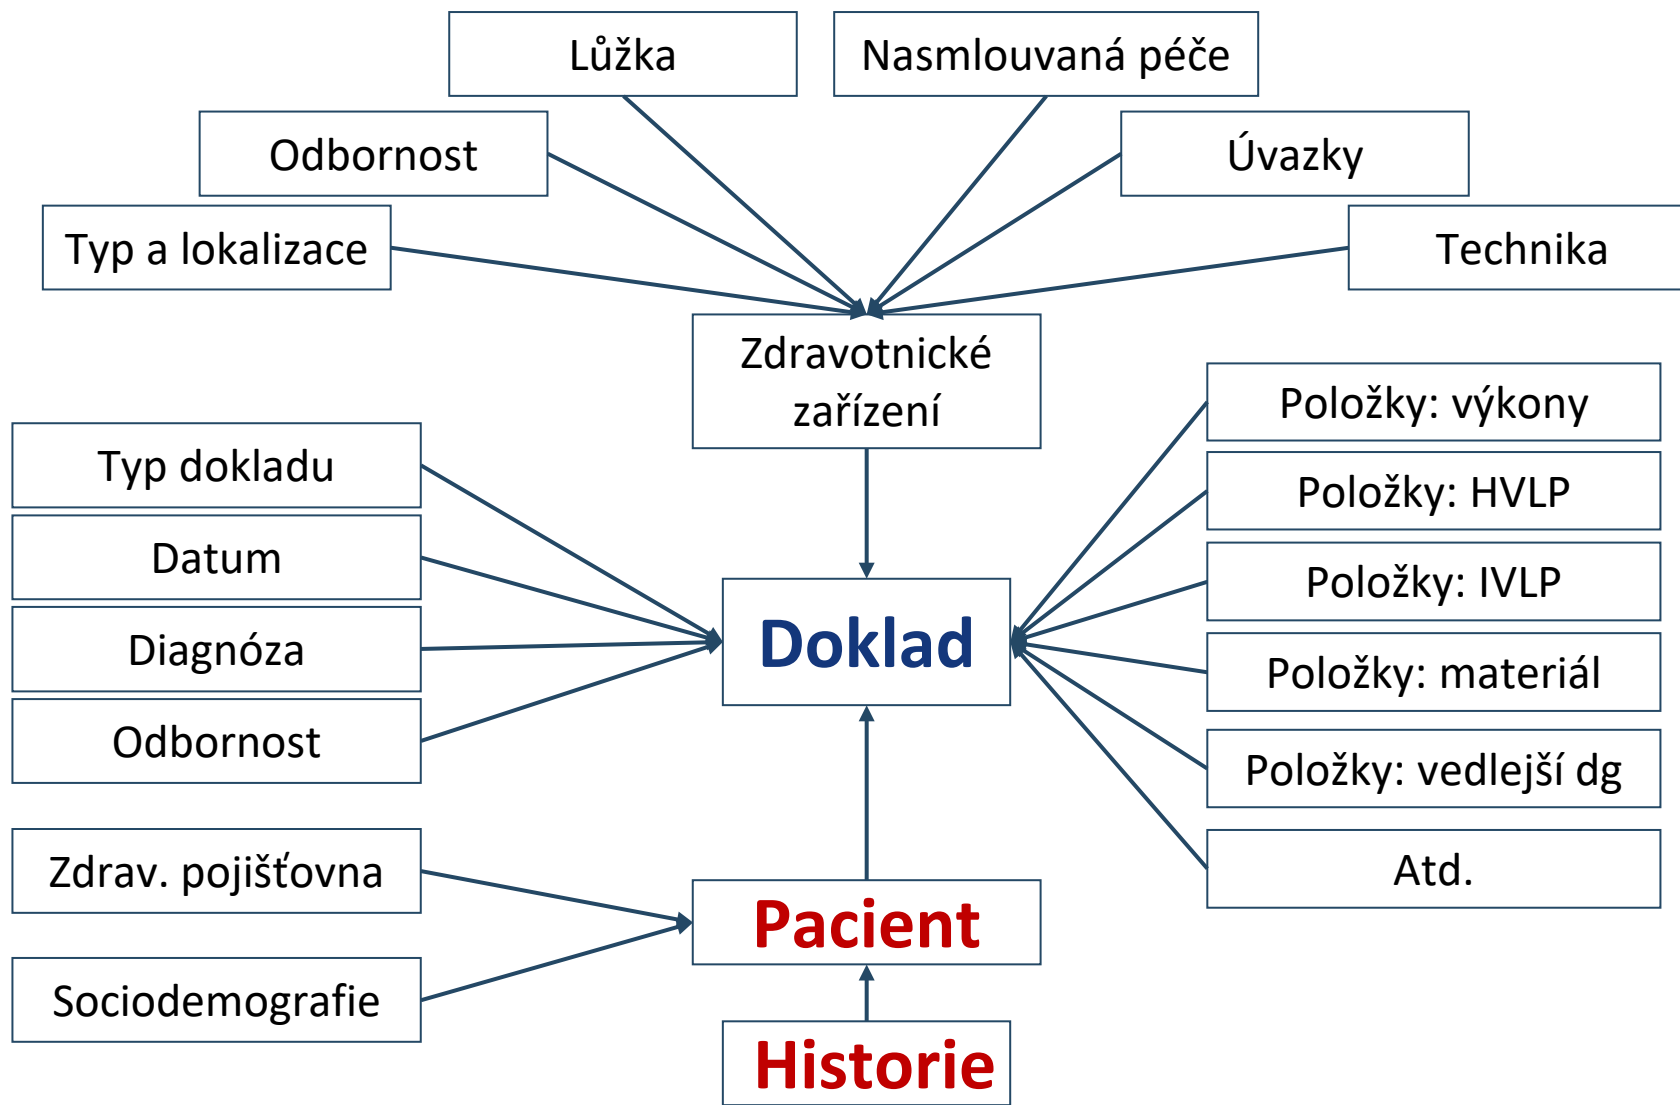 Lůžka
Nasmlouvaná péče
Odbornost
Úvazky
Typ a lokalizace
Technika
Zdravotnické
zařízení
Typ dokladu
Datum
Diagnóza
Odbornost
Doklad
Položky: výkony
Položky: HVLP
Položky: IVLP
Položky: materiál
Položky: vedlejší dg
Atd.
Zdrav. pojišťovna
Sociodemografie
Pacient
Historie